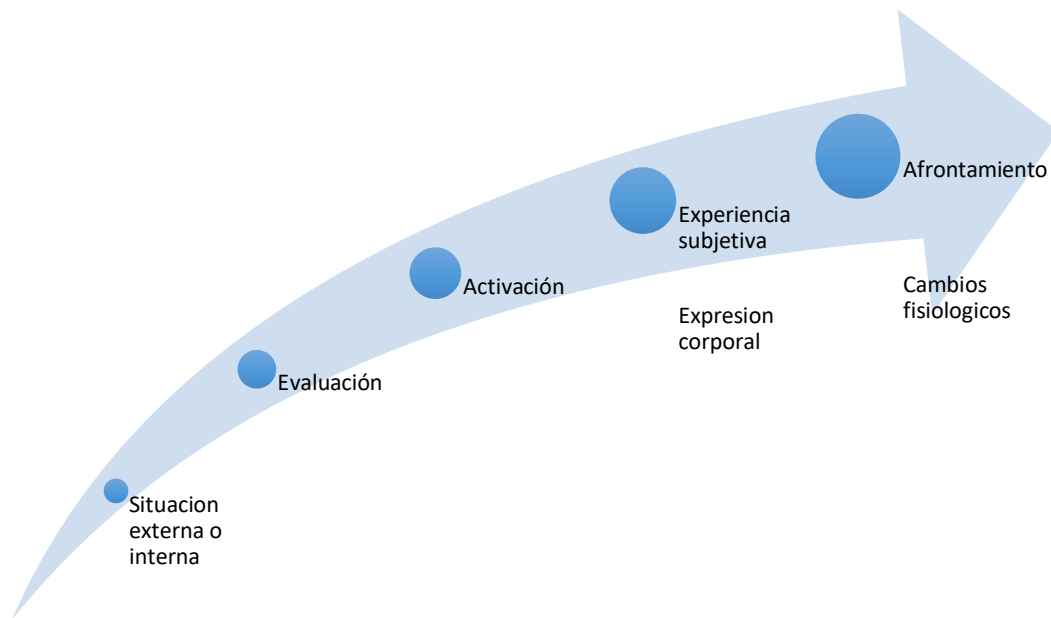 Situacion
externa o
interna
Evaluación
Activación
Experiencia
subjetiva
Expresion
corporal
Afrontamiento
Cambios
fisiologicos